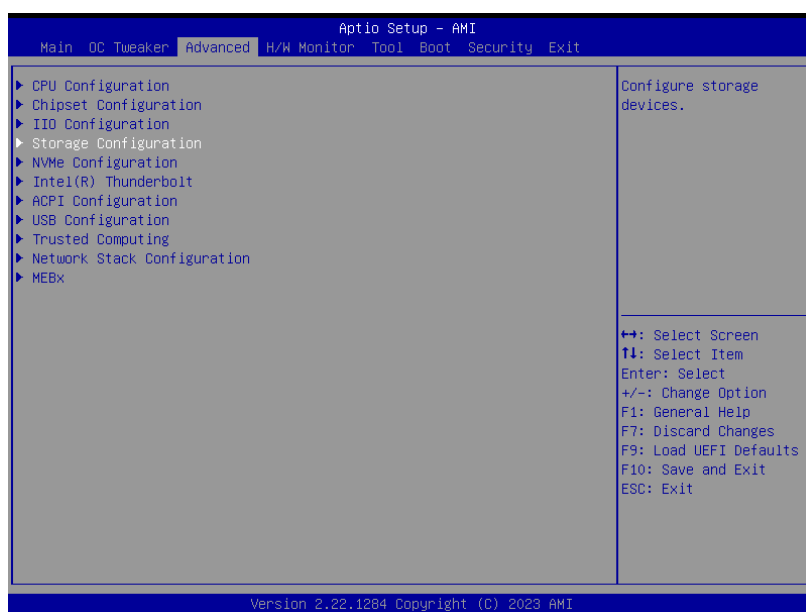 Aptio Setup - AMI
Main OC Tweaker Advanced H/W Monitor Tool Boot Security Exit
CPU Configuration
Chipset Configuration
IIO Configuration
Storage Configuration
NVMe Configuration
Intel(R) Thunderbolt
ACPI Configuration
USB Configuration
Trusted Computing
Network Stack Configuration
MEBx
Configure storage
devices.
↔: Select Screen
↑↓: Select Item
Enter: Select
+/-: Change Option
F1: General Help
F7: Discard Changes
F9: Load UEFI Defaults
F10: Save and Exit
ESC: Exit
Version 2.22.1284 Copyright (C) 2023 AMI